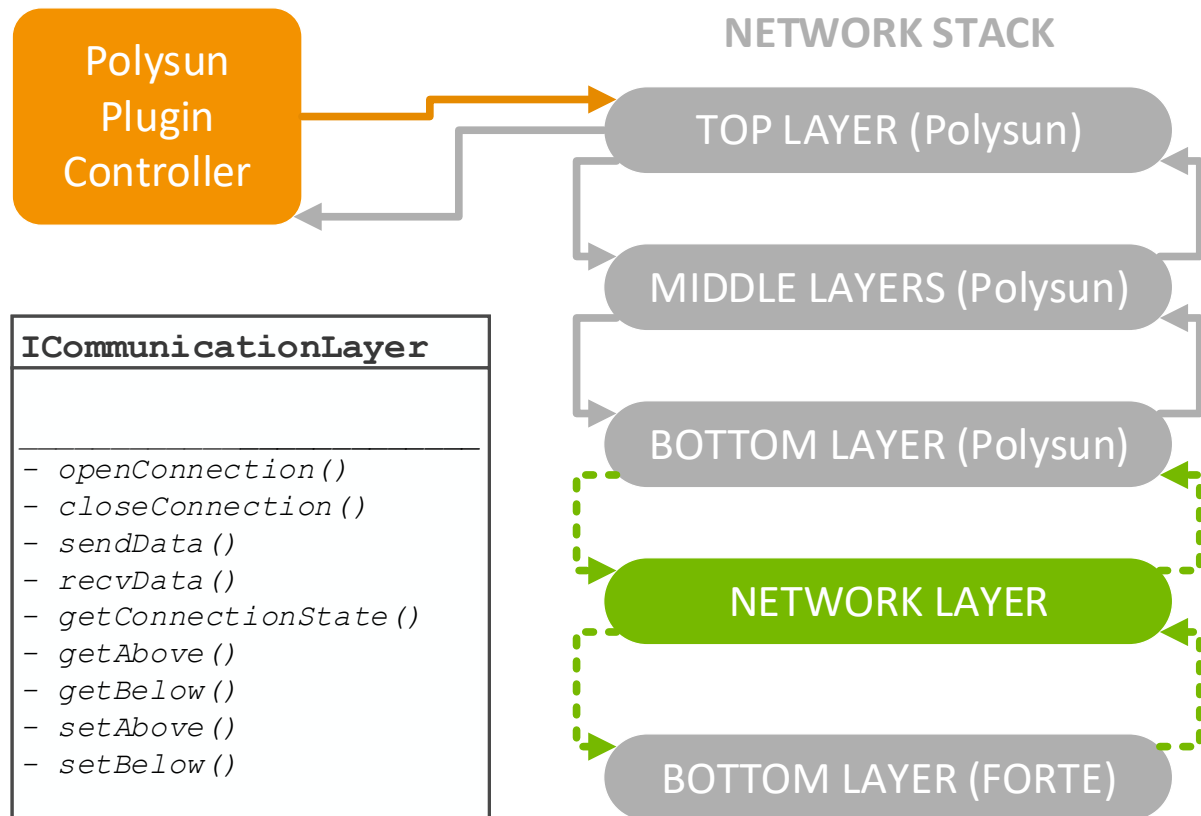 Polysun
Plugin
Controller
NETWORK STACK
TOP LAYER (Polysun)
MIDDLE LAYERS (Polysun)
BOTTOM LAYER (Polysun)
NETWORK LAYER
BOTTOM LAYER (FORTE)
ICommunicationLayer
- openConnection()
- closeConnection()
- sendData()
- recvData()
- getConnectionState()
- getAbove()
- getBelow()
- setAbove()
- setBelow()